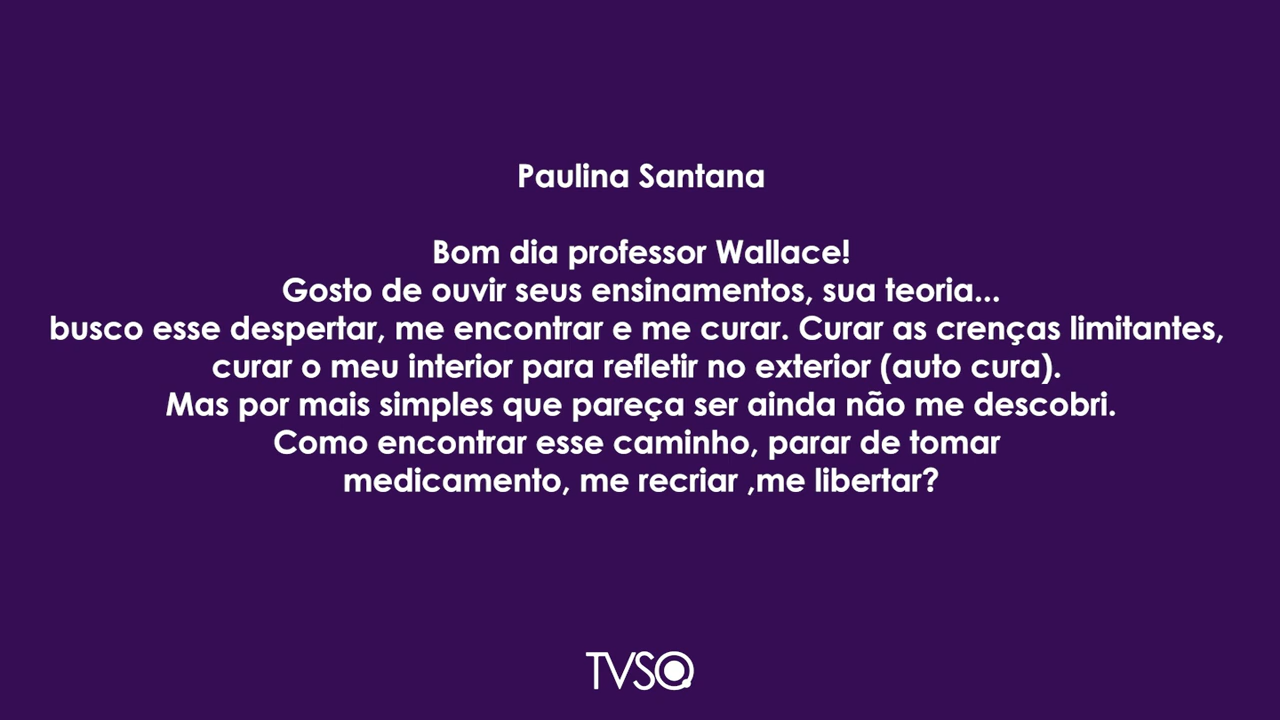 Paulina Santana
Bom dia professor Wallace!
Gosto de ouvir seus ensinamentos, sua teoria...
busco esse despertar, me encontrar e me curar. Curar as crenças limitantes,
curar o meu interior para refletir no exterior (auto cura).
Mas por mais simples que pareça ser ainda não me descobri.
Como encontrar esse caminho, parar de tomar
medicamento, me recriar ,me libertar?
TVSQ